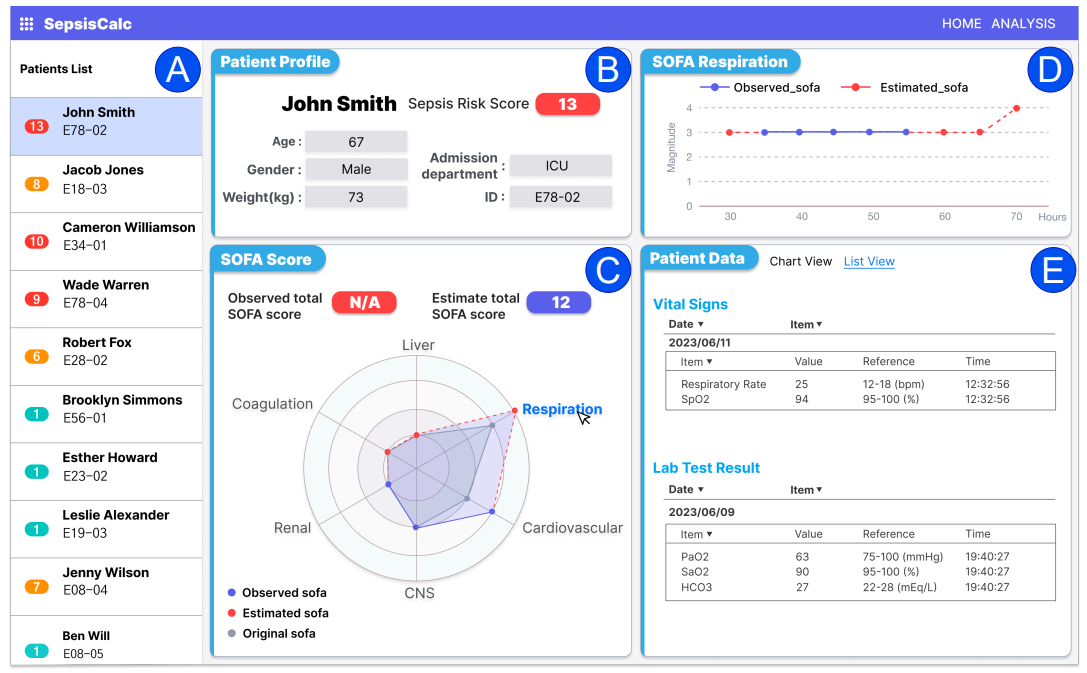 SepsisCalc
HOME ANALYSIS
Patients List
A
John Smith
13
E78-02
Jacob Jones
8
E18-03
Cameron Williamson
10
E34-01
Wade Warren
9
E78-04
Robert Fox
6
E28-02
Brooklyn Simmons
1
E56-01
Esther Howard
1
E23-02
Leslie Alexander
1
E19-03
Jenny Wilson
7
E08-04
Ben Will
1
E08-05
Patient Profile
B
John Smith Sepsis Risk Score 13
Age : 67
Gender : Male
Weight(kg) : 73
Admission
department : ICU
ID : E78-02
SOFA Score
C
Observed total
SOFA score
N/A
Estimate total
SOFA score
12
Liver
Coagulation
Respiration
Renal
Cardiovascular
CNS
Observed sofa
Estimated sofa
Original sofa
SOFA Respiration
D
Observed_sofa Estimated_sofa
Magnitude
4
3
2
1
0
30 40 50 60 70 Hours
Patient Data Chart View List View
E
Vital Signs
Date ▾ Item ▾
2023/06/11
Item ▾ Value Reference Time
Respiratory Rate 25 12-18 (bpm) 12:32:56
SpO2 94 95-100 (%) 12:32:56
Lab Test Result
Date ▾ Item ▾
2023/06/09
Item ▾ Value Reference Time
PaO2 63 75-100 (mmHg) 19:40:27
SaO2 90 95-100 (%) 19:40:27
HCO3 27 22-28 (mEq/L) 19:40:27